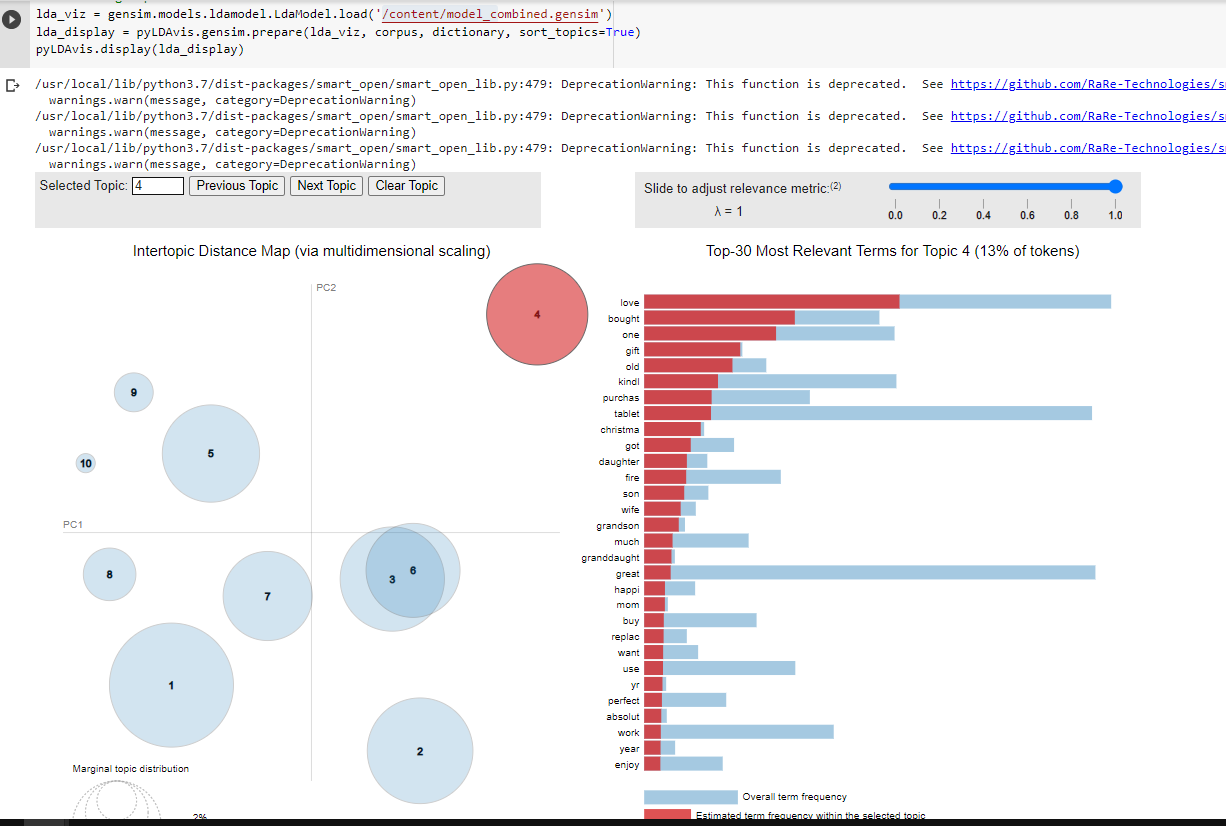 lda_viz = gensim.models.ldamodel.LdaModel.load('/content/model_combined.gensim')
lda_display = pyLDAvis.gensim.prepare(lda_viz, corpus, dictionary, sort_topics=True)
pyLDAvis.display(lda_display)
/usr/local/lib/python3.7/dist-packages/smart_open/smart_open_lib.py:479: DeprecationWarning: This function is deprecated.  See https://github.com/RaRe-Technologies/s
warnings.warn(message, category=DeprecationWarning)
/usr/local/lib/python3.7/dist-packages/smart_open/smart_open_lib.py:479: DeprecationWarning: This function is deprecated.  See https://github.com/RaRe-Technologies/s
warnings.warn(message, category=DeprecationWarning)
/usr/local/lib/python3.7/dist-packages/smart_open/smart_open_lib.py:479: DeprecationWarning: This function is deprecated.  See https://github.com/RaRe-Technologies/s
warnings.warn(message, category=DeprecationWarning)
Selected Topic: 4 Previous Topic Next Topic Clear Topic
Slide to adjust relevance metric:(2)
λ = 1
0.0 0.2 0.4 0.6 0.8 1.0
Intertopic Distance Map (via multidimensional scaling)
PC2
4
9
5
10
PC1
3 6
8
7
1
2
Marginal topic distribution
2%
Top-30 Most Relevant Terms for Topic 4 (13% of tokens)
love
bought
one
gift
old
kindl
purchas
tablet
christma
got
daughter
fire
son
wife
grandson
much
granddaught
great
happi
mom
buy
replac
want
use
yr
perfect
absolut
work
year
enjoy
Overall term frequency
Estimated term frequency within the selected topic